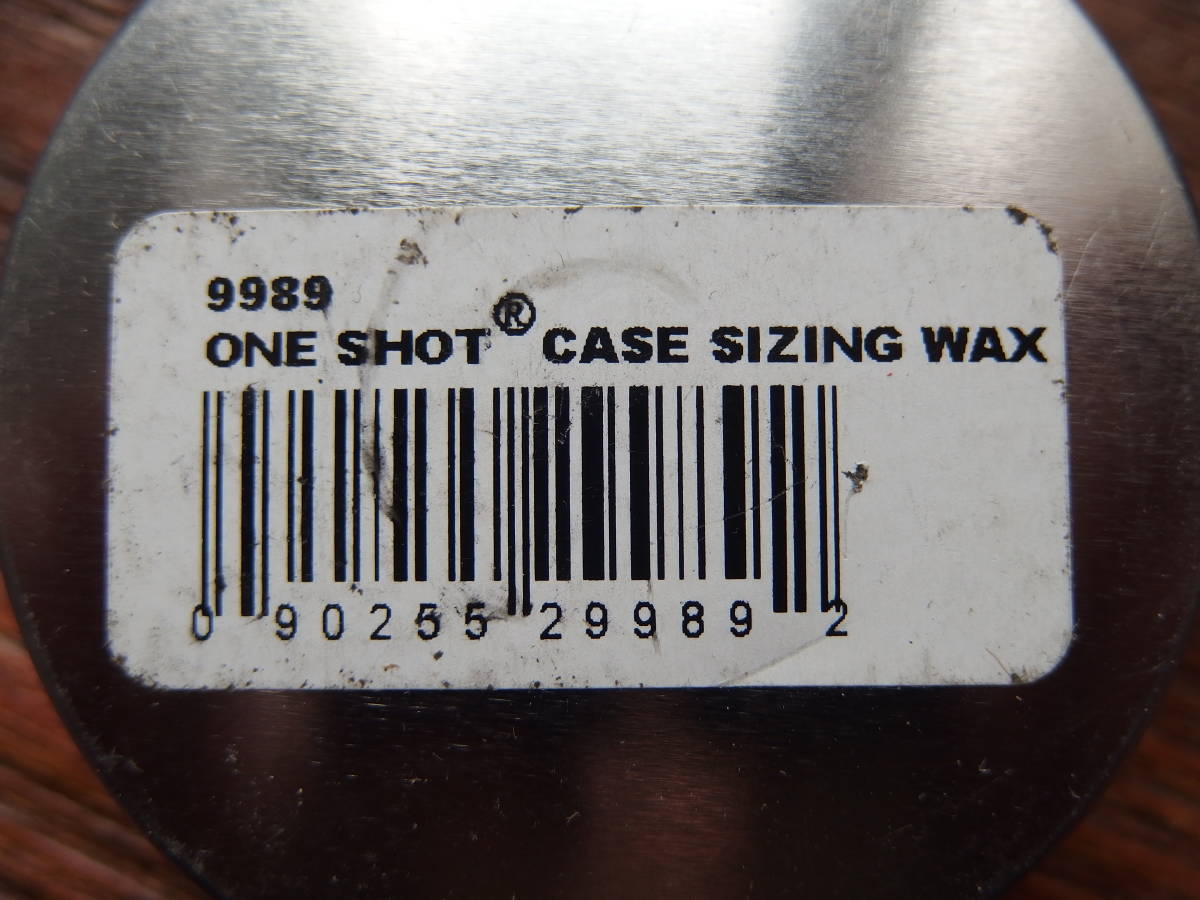 9989
ONE SHOT® CASE SIZING WAX
0 90255 29989 2